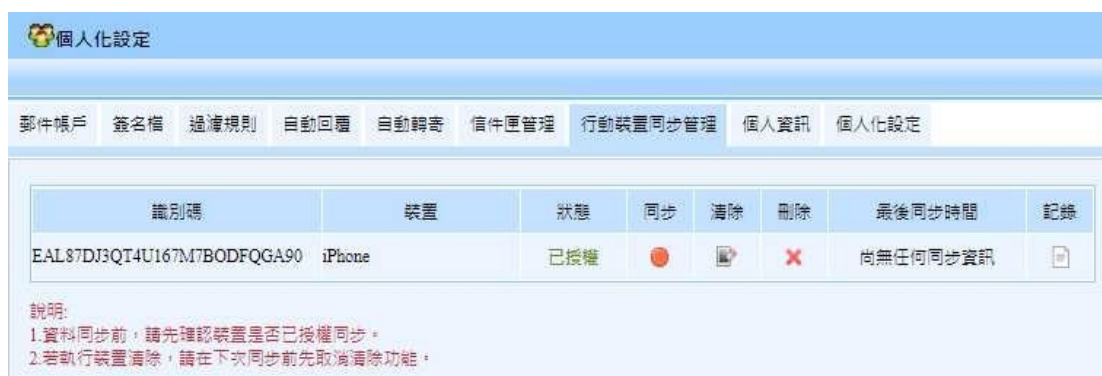 個人化設定
郵件帳戶 簽名檔 過濾規則 自動回覆 自動轉寄 信件匣管理 行動裝置同步管理 個人資訊 個人化設定
識別碼 裝置 狀態 同步 清除 刪除 最後同步時間 記錄
EAL87DJ3QT4U167M7BODFQGA90 iPhone 已授權 尚無任何同步資訊
說明:
1.資料同步前，請先確認裝置是否已授權同步。
2.若執行裝置清除，請在下次同步前先取消清除功能。